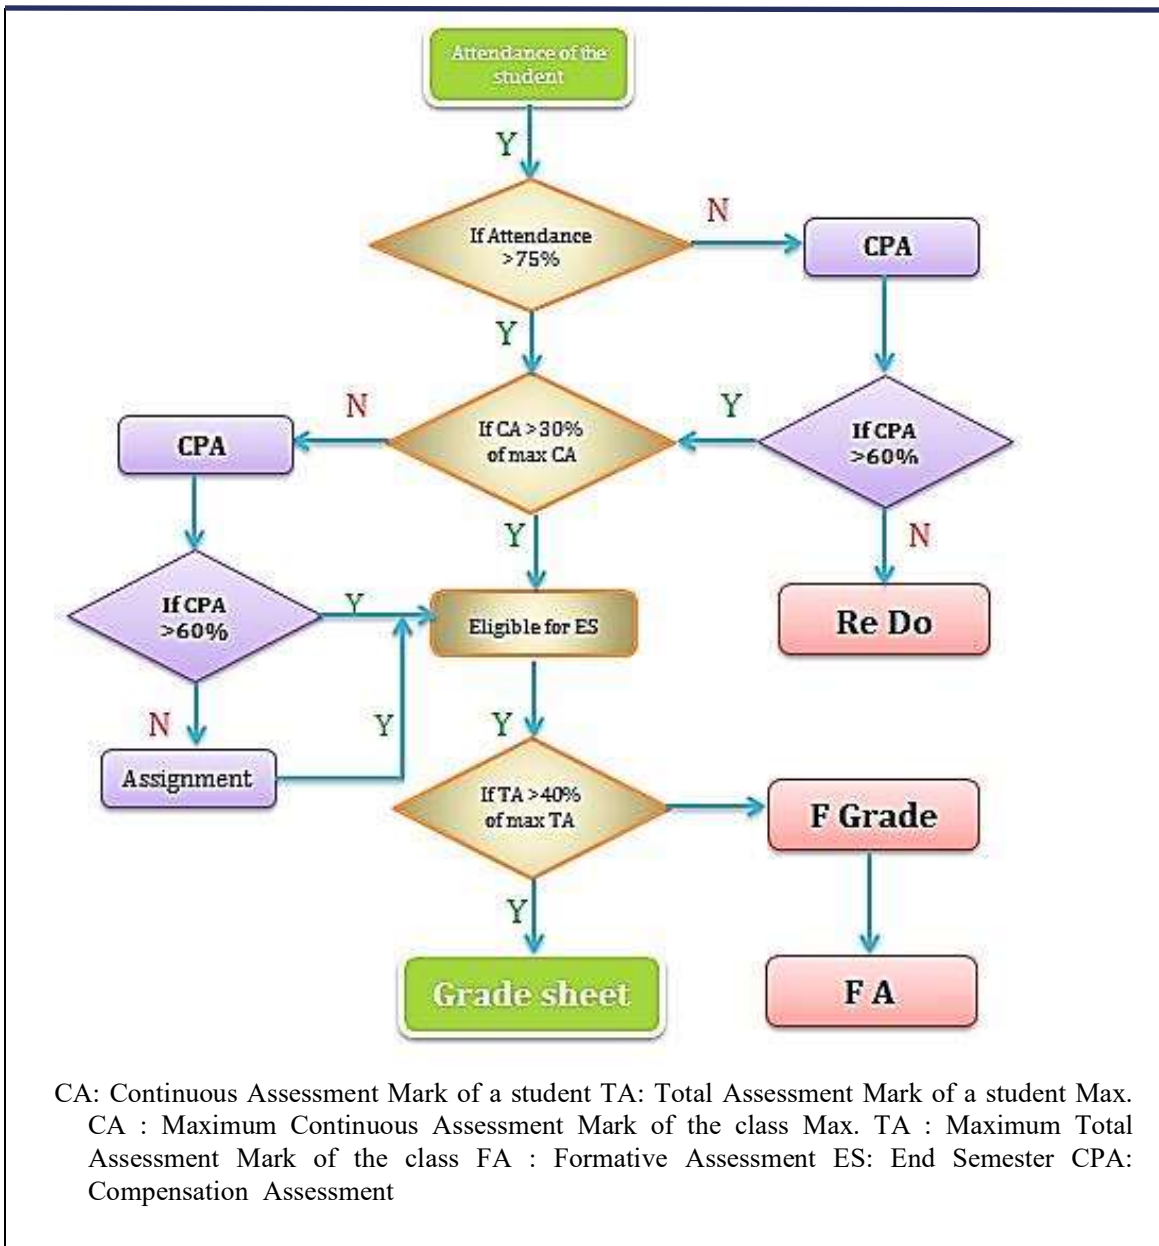 Attendance of the
student
Y
If Attendance
>75%
N
CPA
Y
N
If CA >30%
of max CA
Y
If CPA
>60%
CPA
Y
N
If CPA
>60%
Y
Eligible for ES
Re Do
N
Y
Y
Assignment
If TA >40%
of max TA
F Grade
Y
Grade sheet
F A
CA: Continuous Assessment Mark of a student TA: Total Assessment Mark of a student Max.
CA : Maximum Continuous Assessment Mark of the class Max. TA : Maximum Total
Assessment Mark of the class FA : Formative Assessment ES: End Semester CPA:
Compensation Assessment